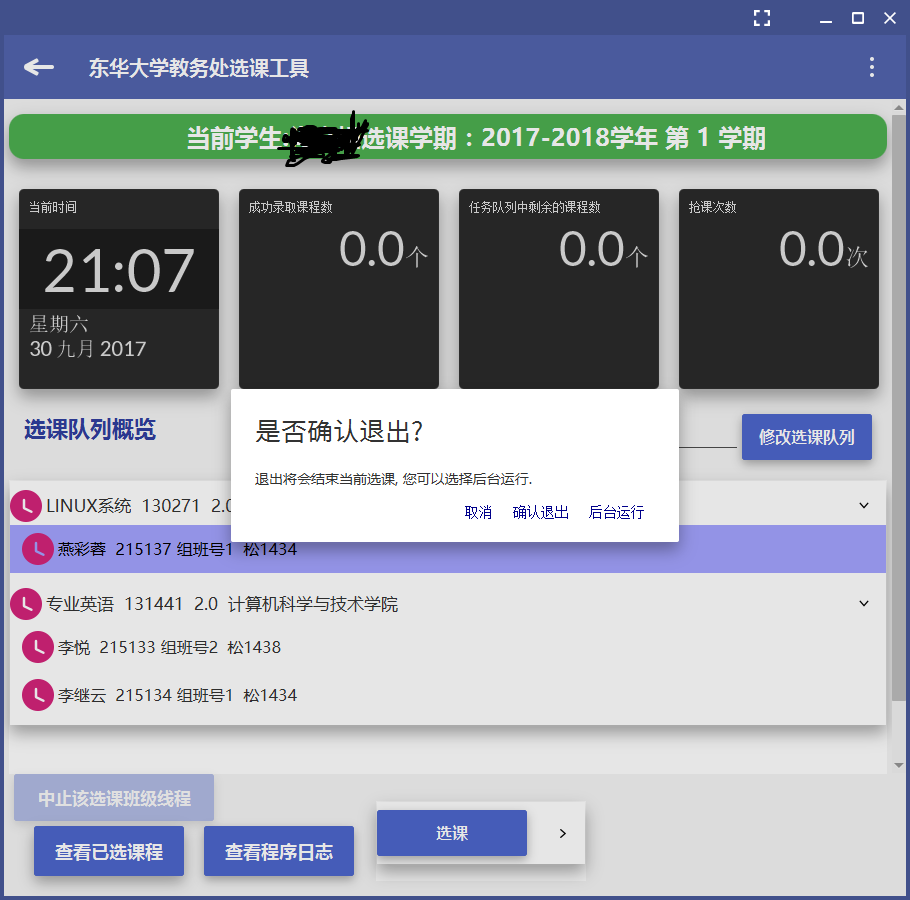 东华大学教务处选课工具
当前学生 选课学期：2017-2018学年 第 1 学期
当前时间
21:07
星期六
30 九月 2017
成功录取课程数
0.0个
任务队列中剩余的课程数
0.0个
抢课次数
0.0次
选课队列概览
修改选课队列
是否确认退出?
退出将会结束当前选课, 您可以选择后台运行.
取消 确认退出 后台运行
LINUX系统 130271 2.0
燕彩蓉 215137 组班号1 松1434
专业英语 131441 2.0 计算机科学与技术学院
李悦 215133 组班号2 松1438
李继云 215134 组班号1 松1434
中止该选课班级线程
查看已选课程 查看程序日志 选课